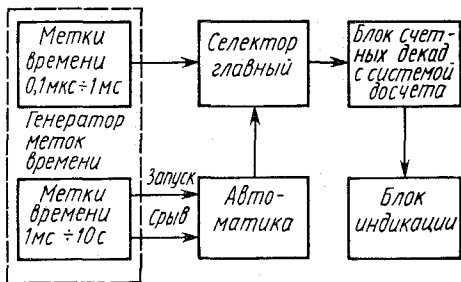 Метки
времени
0,1мкс÷1мс
Генератор
меток
времени
Метки
времени
1мс ÷10с
Запуск
Срыв
Селектор
главный
Авто-
матика
Блок счет-
ных декад
с системой
досчета
Блок
индикации